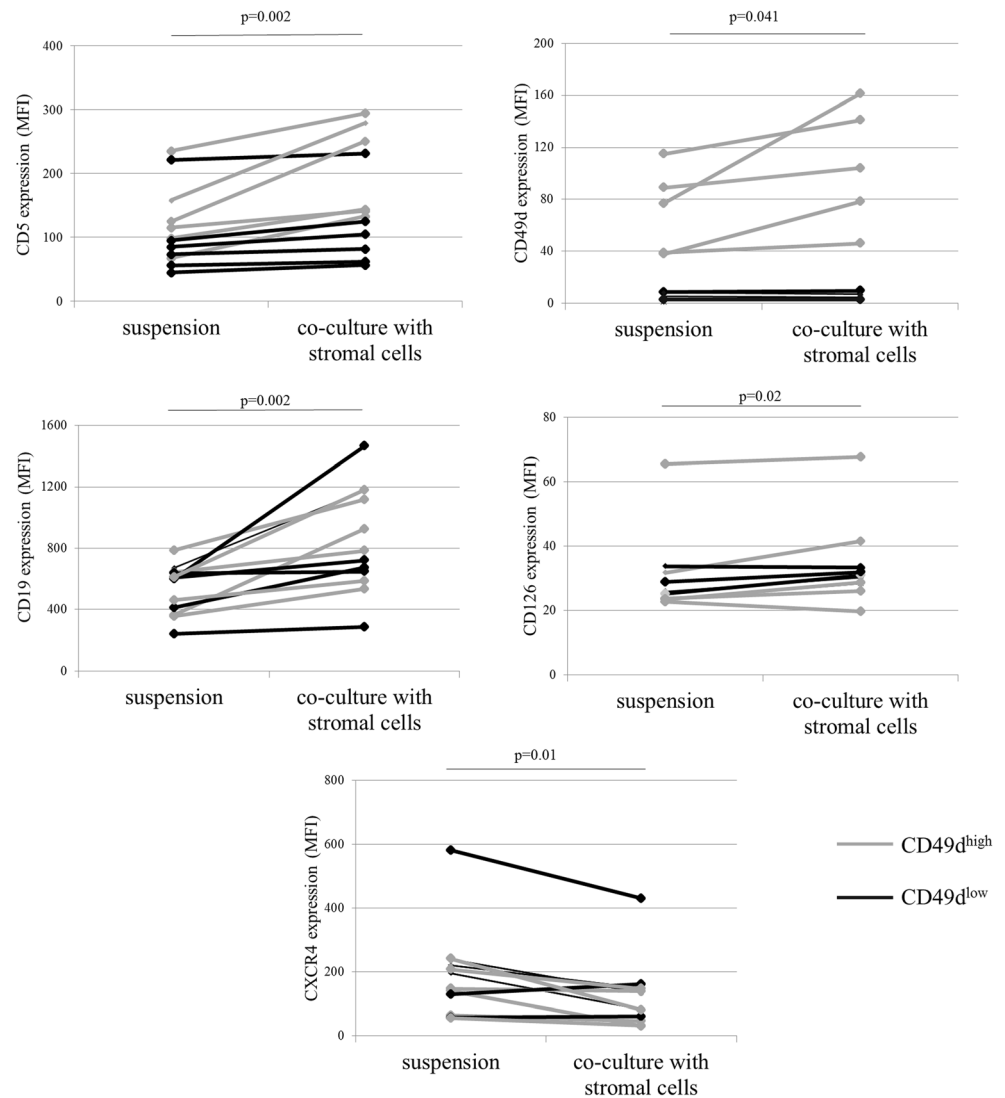 p=0.002
CD5 expression (MFI)
400
300
200
100
0
suspension
co-culture with
stromal cells
p=0.041
CD49d expression (MFI)
200
160
120
80
40
0
suspension
co-culture with
stromal cells
p=0.002
CD19 expression (MFI)
1600
1200
800
400
0
suspension
co-culture with
stromal cells
p=0.02
CD126 expression (MFI)
80
60
40
20
0
suspension
co-culture with
stromal cells
p=0.01
CXCR4 expression (MFI)
800
600
400
200
0
suspension
co-culture with
stromal cells
CD49dhigh
CD49dlow